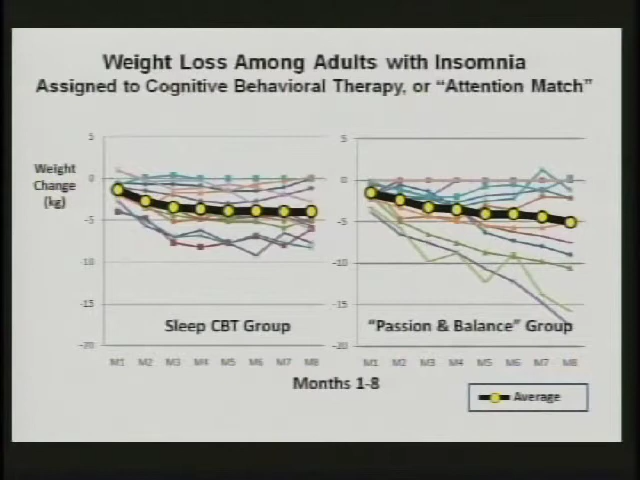 Weight Loss Among Adults with Insomnia
Assigned to Cognitive Behavioral Therapy, or “Attention Match”
Weight
Change
(kg)
5
0
-5
-10
-15
-20
Sleep CBT Group
M1 M2 M3 M4 M5 M6 M7 M8
5
0
-5
-10
-15
-20
“Passion & Balance” Group
M1 M2 M3 M4 M5 M6 M7 M8
Months 1-8
Average